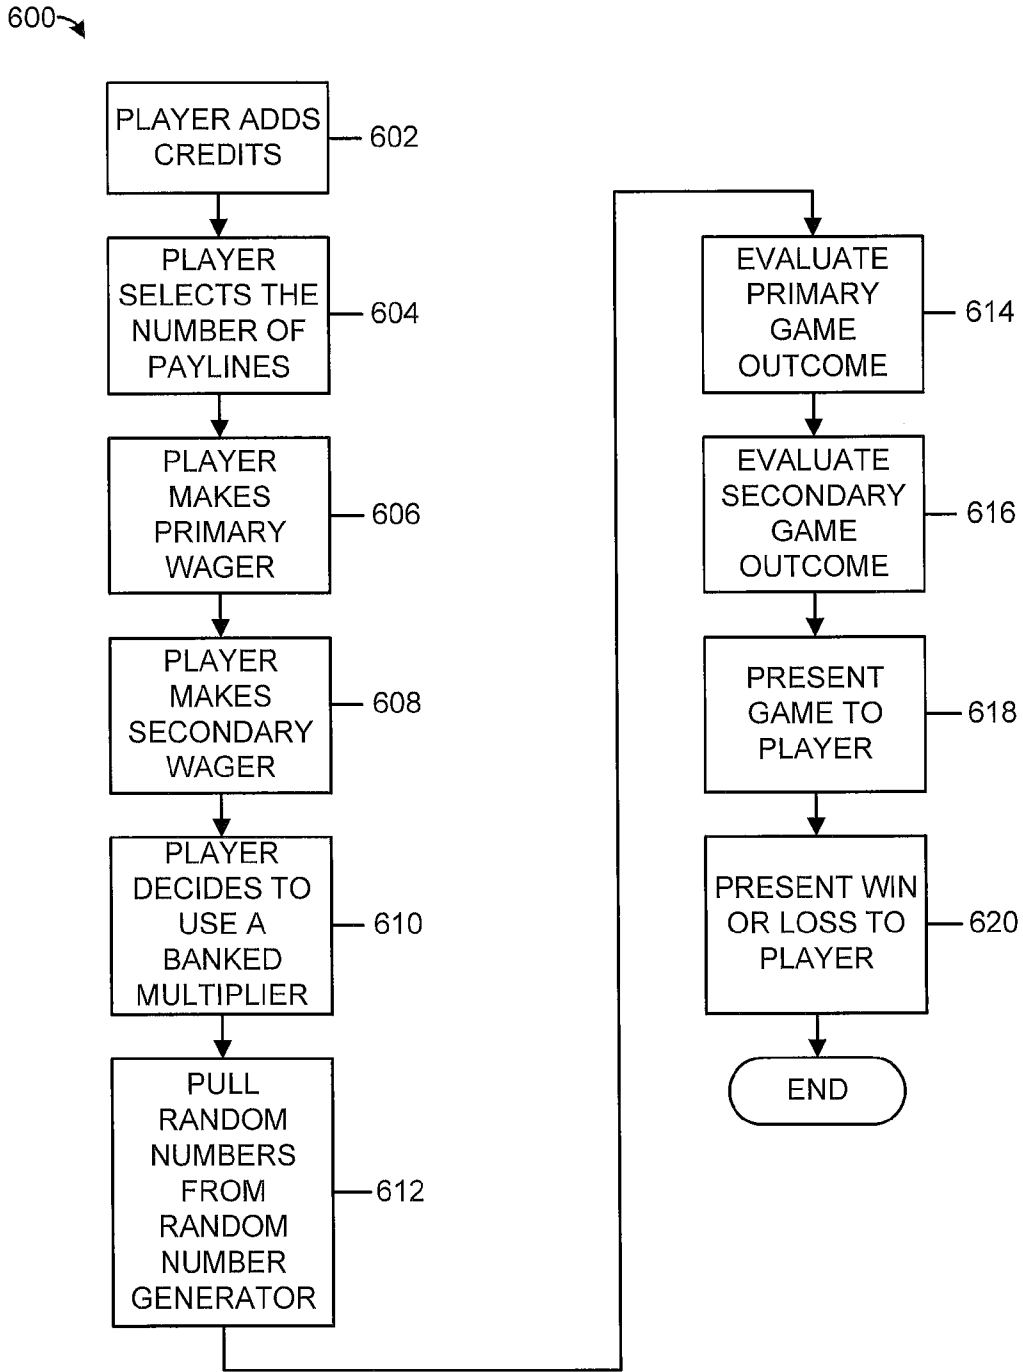 600
PLAYER ADDS
CREDITS
602
PLAYER
SELECTS THE
NUMBER OF
PAYLINES
604
PLAYER
MAKES
PRIMARY
WAGER
606
PLAYER
MAKES
SECONDARY
WAGER
608
PLAYER
DECIDES TO
USE A
BANKED
MULTIPLIER
610
PULL
RANDOM
NUMBERS
FROM
RANDOM
NUMBER
GENERATOR
612
EVALUATE
PRIMARY
GAME
OUTCOME
614
EVALUATE
SECONDARY
GAME
OUTCOME
616
PRESENT
GAME TO
PLAYER
618
PRESENT WIN
OR LOSS TO
PLAYER
620
END